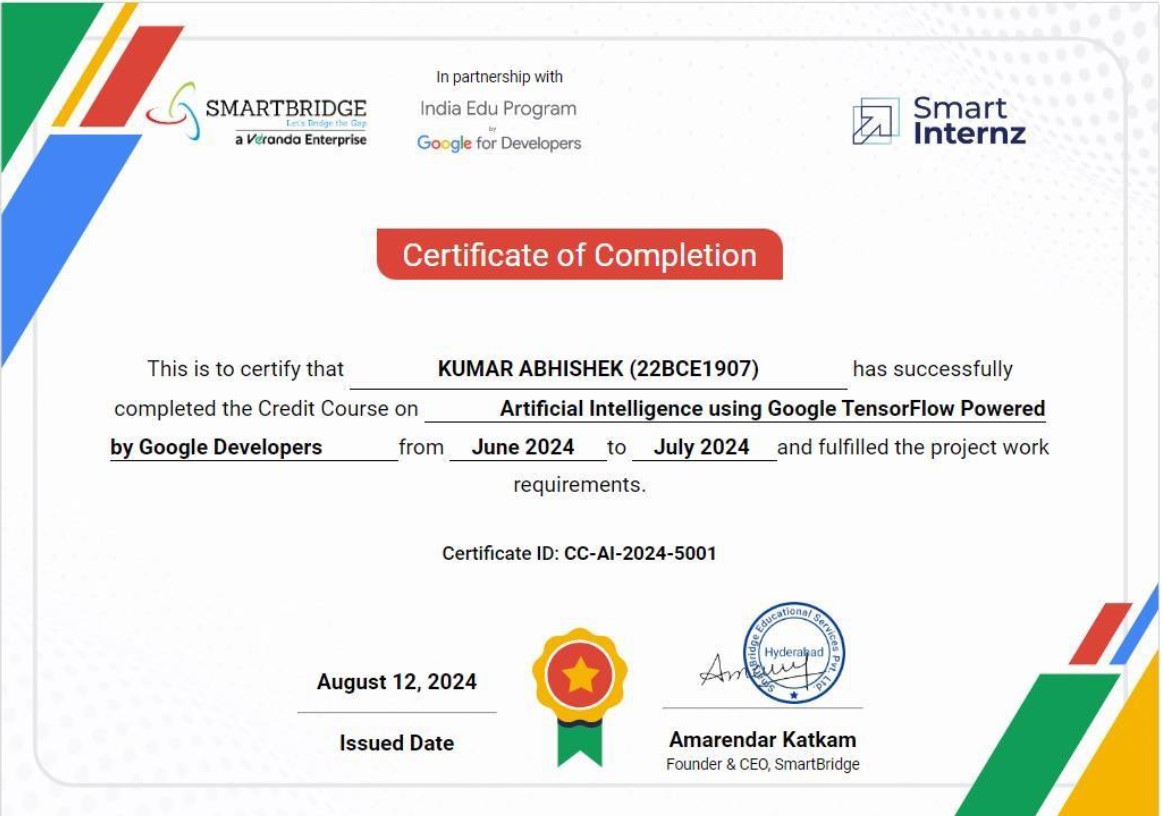 SMARTBRIDGE
Let's Bridge the Gap
a Veranda Enterprise
In partnership with
India Edu Program
by
Google for Developers
Smart
Internz
Certificate of Completion
This is to certify that KUMAR ABHISHEK (22BCE1907) has successfully
completed the Credit Course on Artificial Intelligence using Google TensorFlow Powered
by Google Developers from June 2024 to July 2024 and fulfilled the project work
requirements.
Certificate ID: CC-AI-2024-5001
August 12, 2024
Issued Date
SmartBridge Educational Services Pvt. Ltd.
Hyderabad
Amarendar Katkam
Founder & CEO, SmartBridge